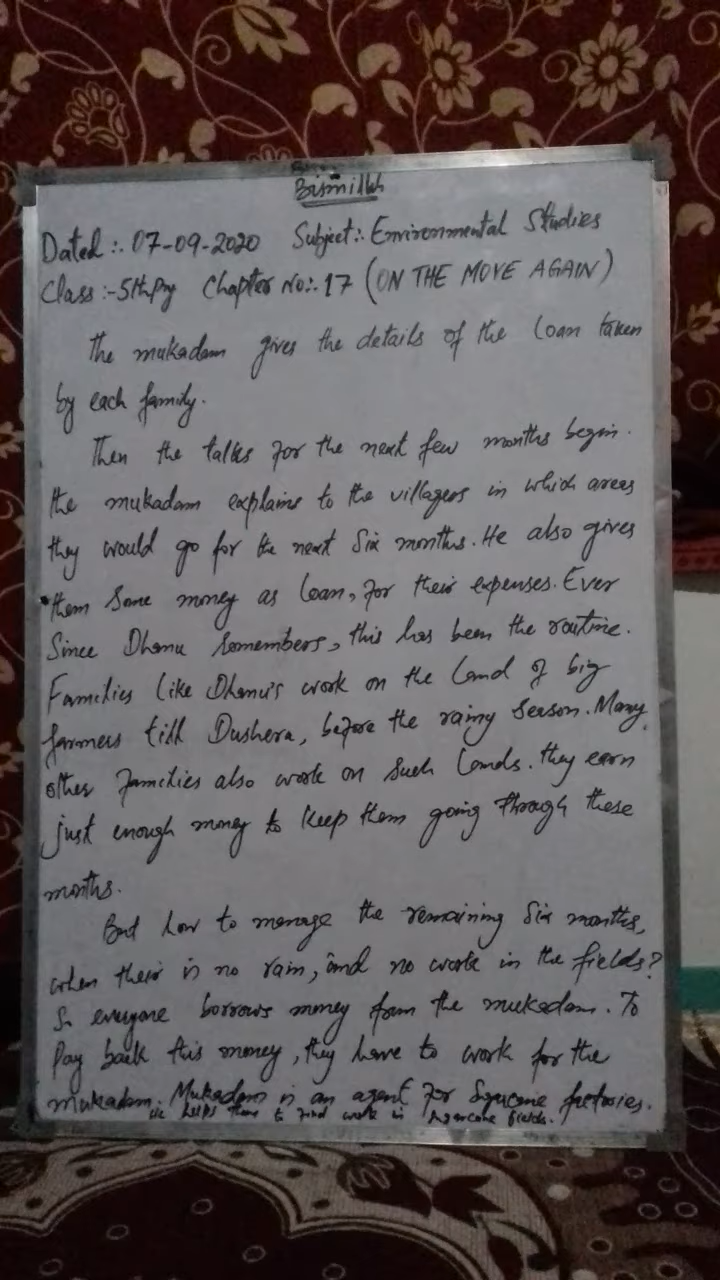 Bismillah
Dated :. 07-09-2020 Subject:. Environmental Studies
Class :- 5th Chapter No:. 17 (ON THE MOVE AGAIN)
The mukadam gives the details of the loan taken
by each family.
Then the talks for the next few months begin.
the mukadam explains to the villagers in which areas
they would go for the next six months. He also gives
them some money as loan, for their expenses. Ever
Since Dhanu remembers, this has been the routine.
Families like Dhanu's work on the land of big
farmers till Dushera, before the rainy season. Many
other families also work on such lands. they earn
just enough money to keep them going through these
months.
But how to manage the remaining six months,
when their is no rain, and no work in the fields?
So everyone borrows money from the mukadam. To
Pay back this money, they have to work for the
mukadam. Mukadam is an agent for factories.
He helps them to find work in fields.